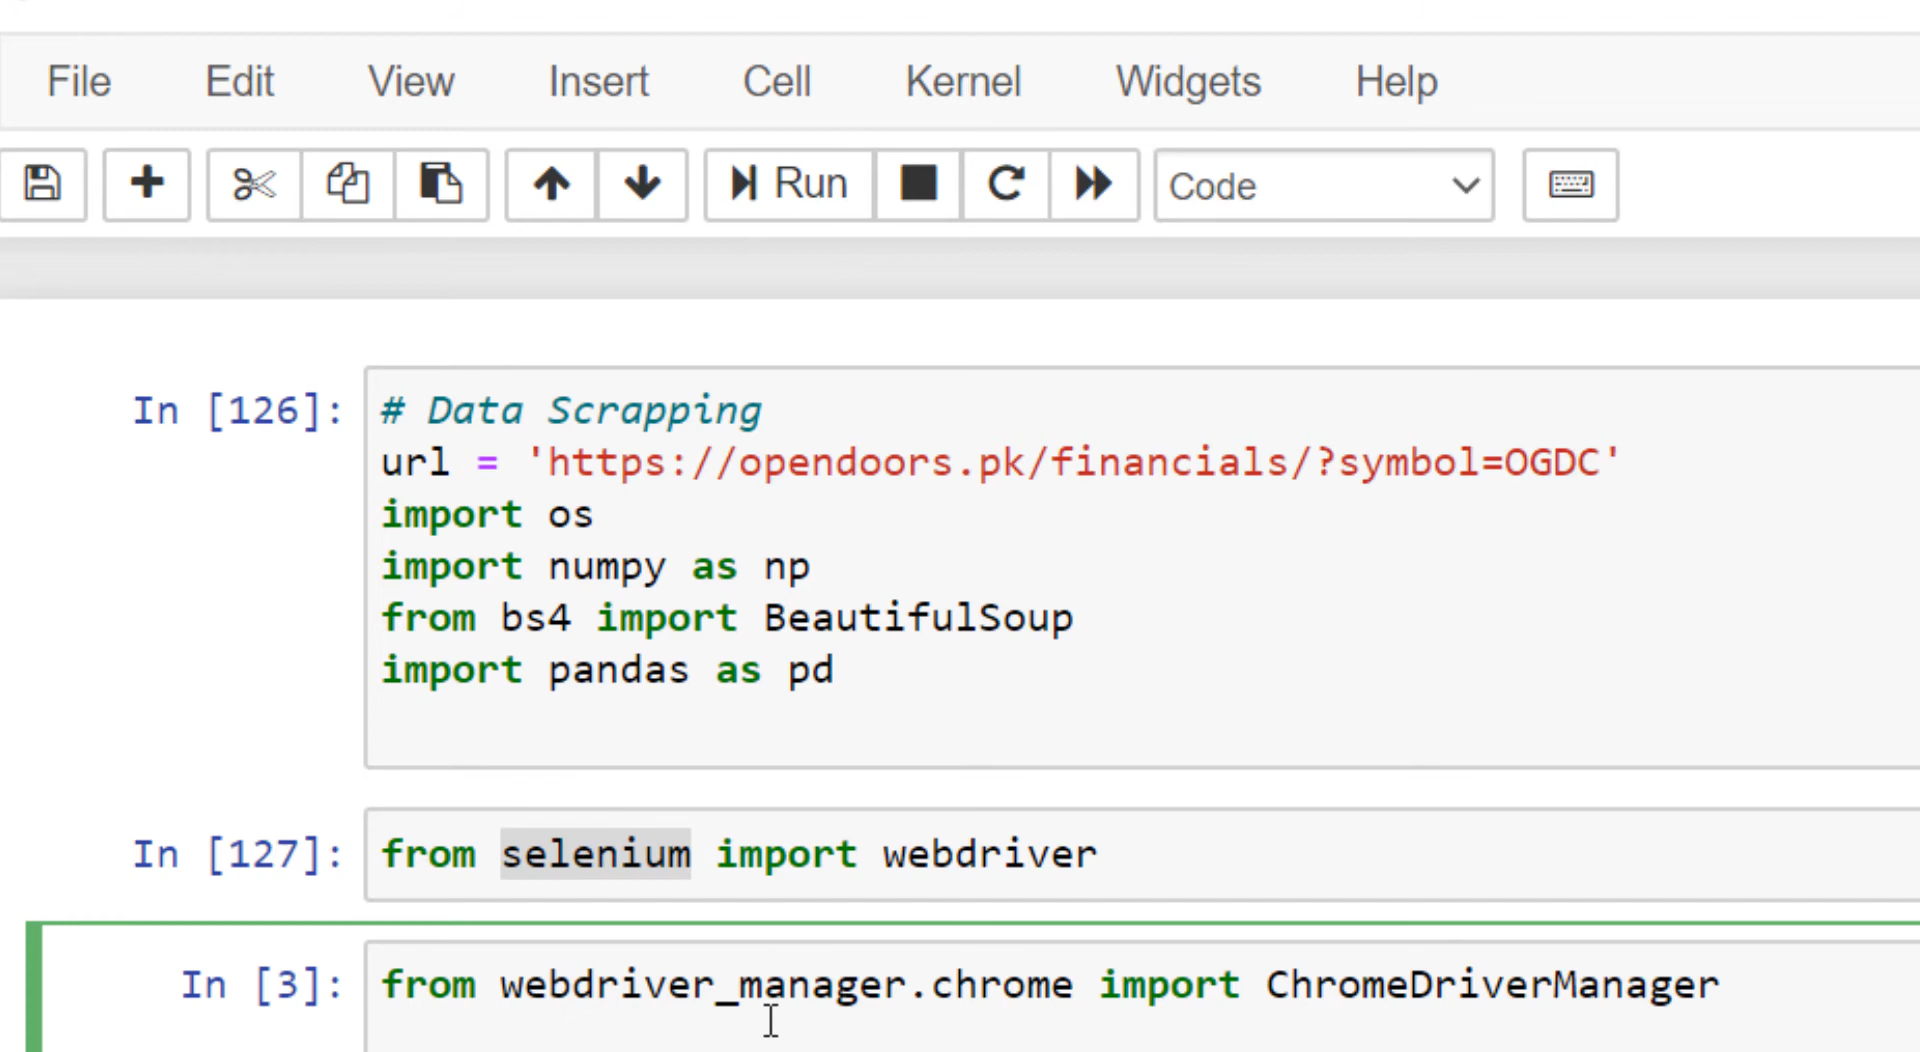 File Edit View Insert Cell Kernel Widgets Help
Run Code
In [126]: # Data Scrapping
url = 'https://opendoors.pk/financials/?symbol=OGDC'
import os
import numpy as np
from bs4 import BeautifulSoup
import pandas as pd
In [127]: from selenium import webdriver
In [3]: from webdriver_manager.chrome import ChromeDriverManager